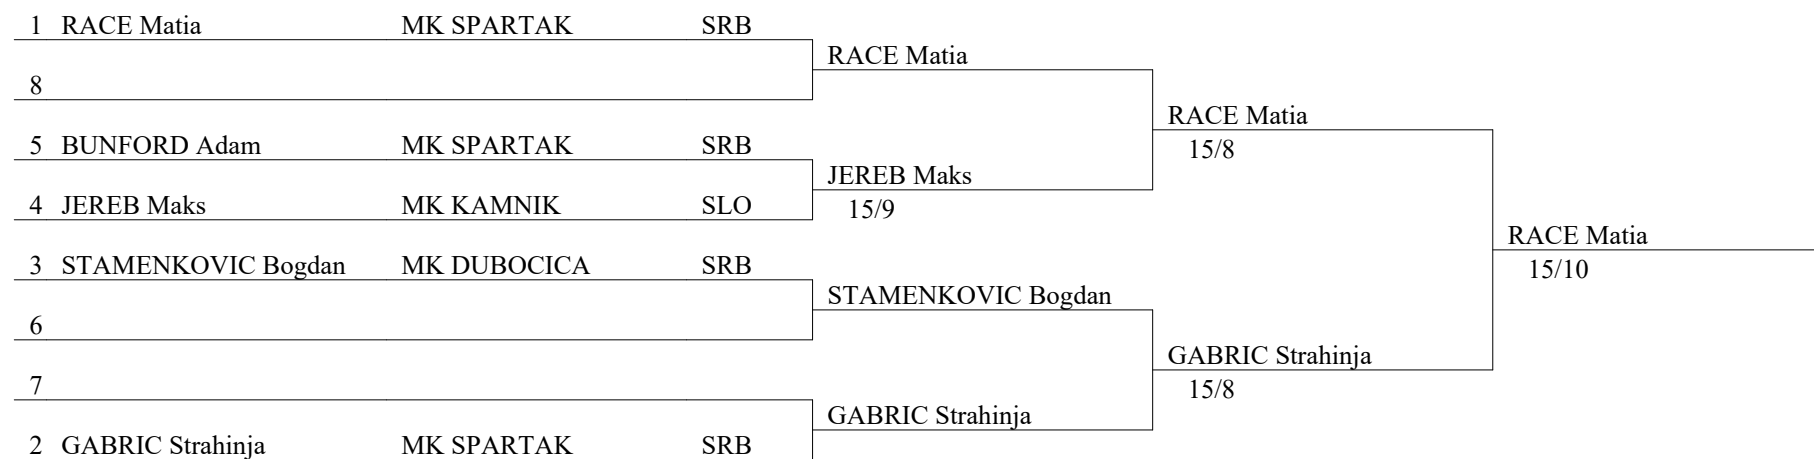 1 RACE Matia MK SPARTAK SRB
RACE Matia
8
RACE Matia
15/8
5 BUNFORD Adam MK SPARTAK SRB
JEREB Maks
15/9
4 JEREB Maks MK KAMNIK SLO
RACE Matia
15/10
3 STAMENKOVIC Bogdan MK DUBOCICA SRB
STAMENKOVIC Bogdan
6
GABRIC Strahinja
15/8
7
GABRIC Strahinja
2 GABRIC Strahinja MK SPARTAK SRB